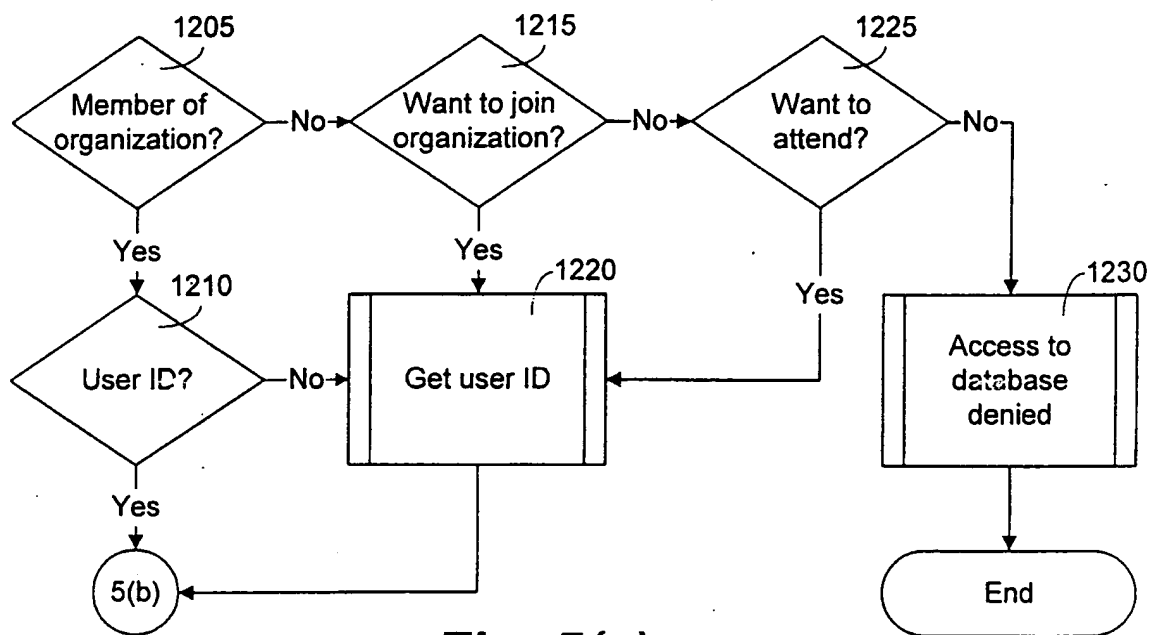 1205
1215
1225
Member of
organization?
No
Want to join
organization?
No
Want to
attend?
No
Yes
Yes
Yes
1210
1220
1230
User ID?
No
Get user ID
Access to
database
denied
Yes
5(b)
End